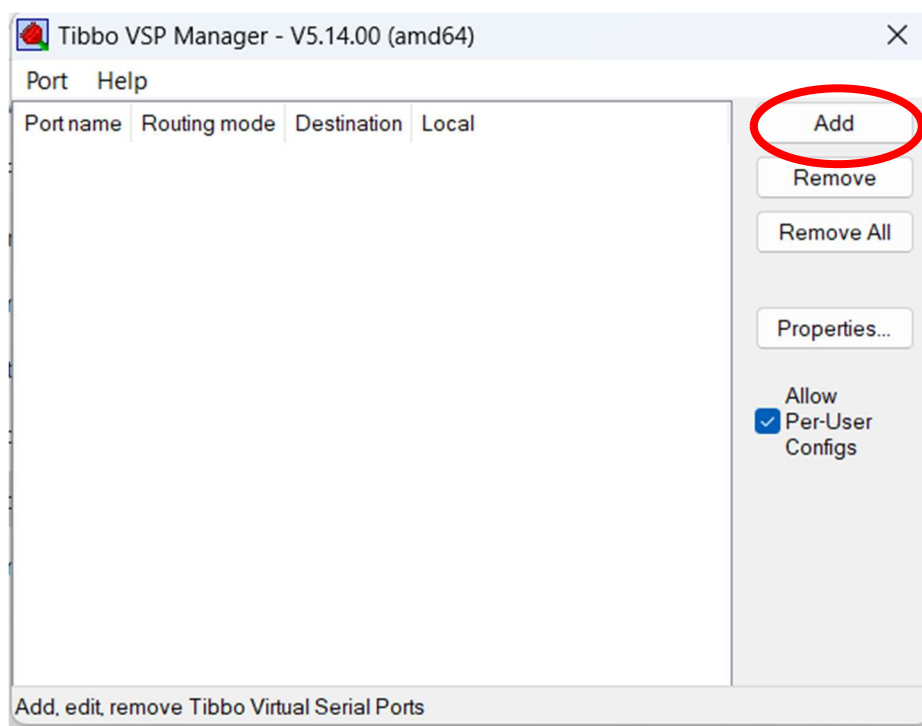 Tibbo VSP Manager - V5.14.00 (amd64)
Port Help
Port name Routing mode Destination Local
Add
Remove
Remove All
Properties...
Allow
Per-User
Configs
Add, edit, remove Tibbo Virtual Serial Ports